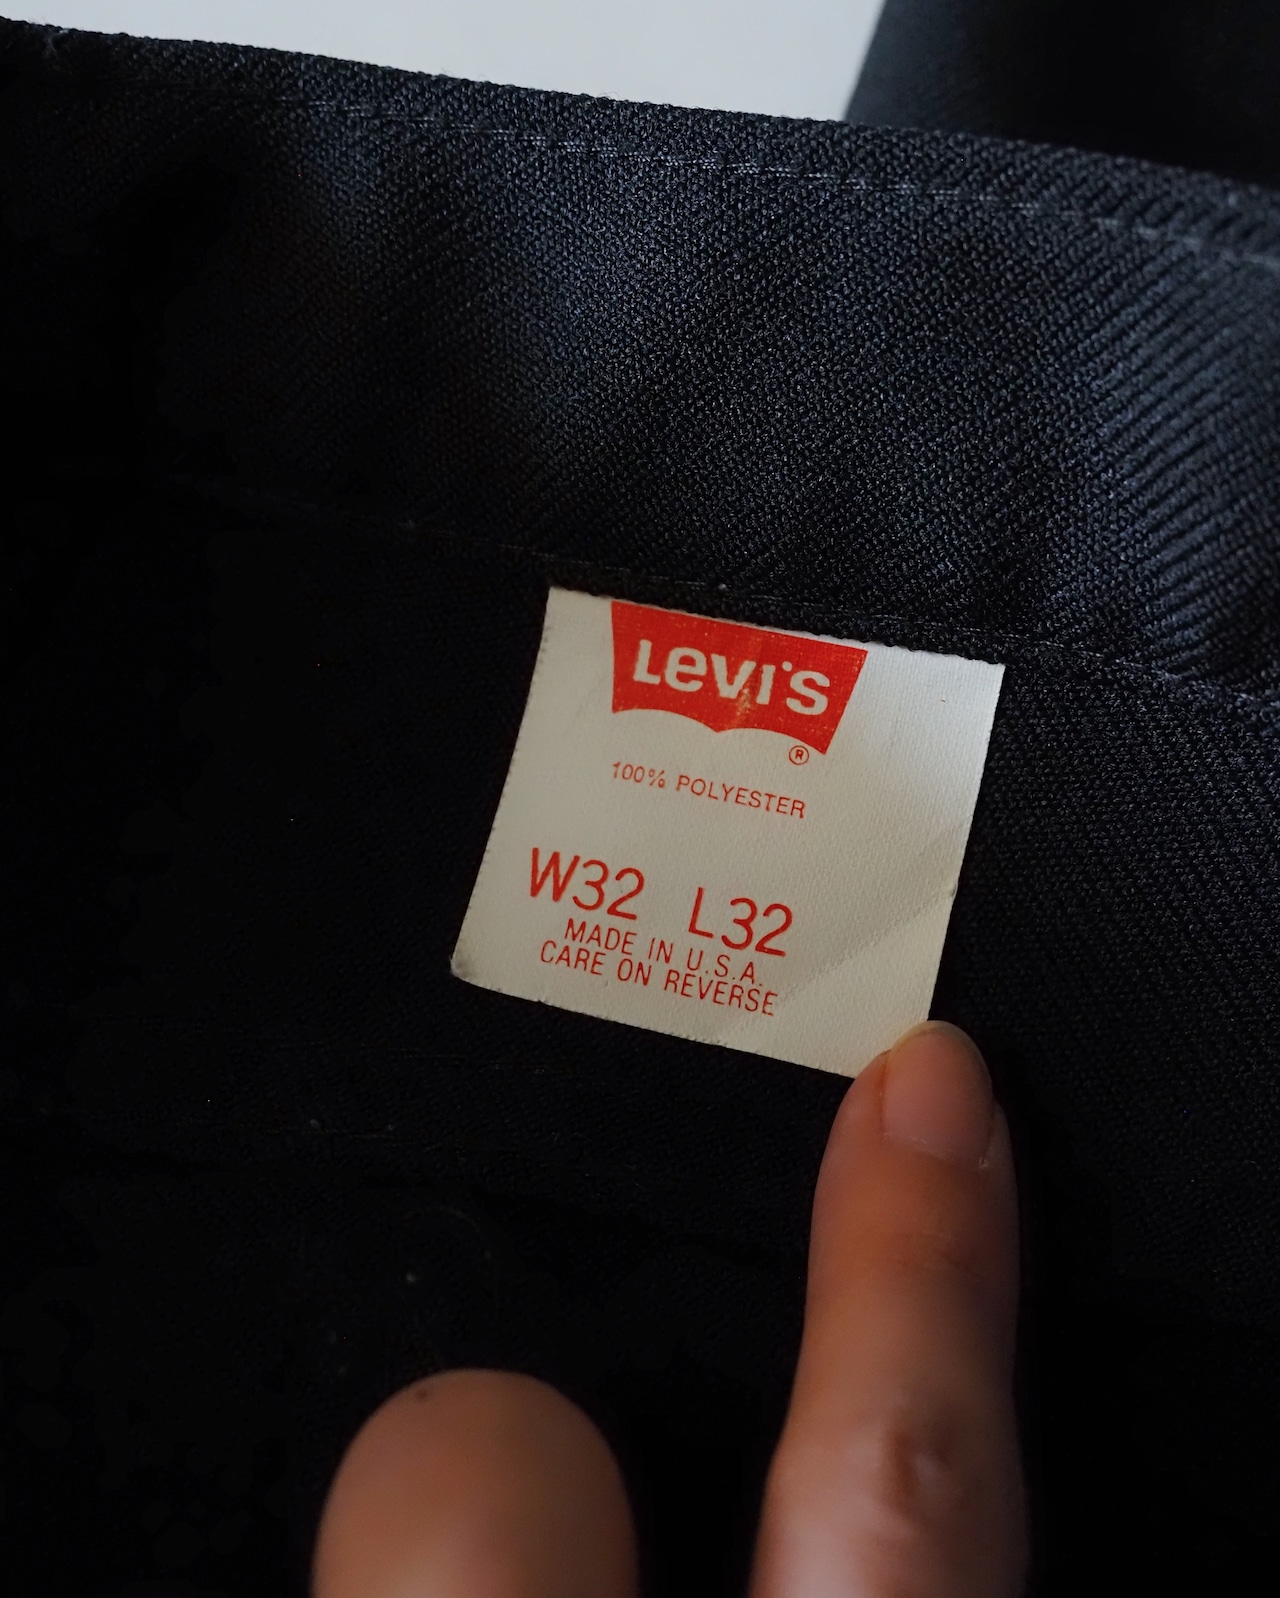 Levi's
®
100% POLYESTER
W32 L32
MADE IN U.S.A.
CARE ON REVERSE